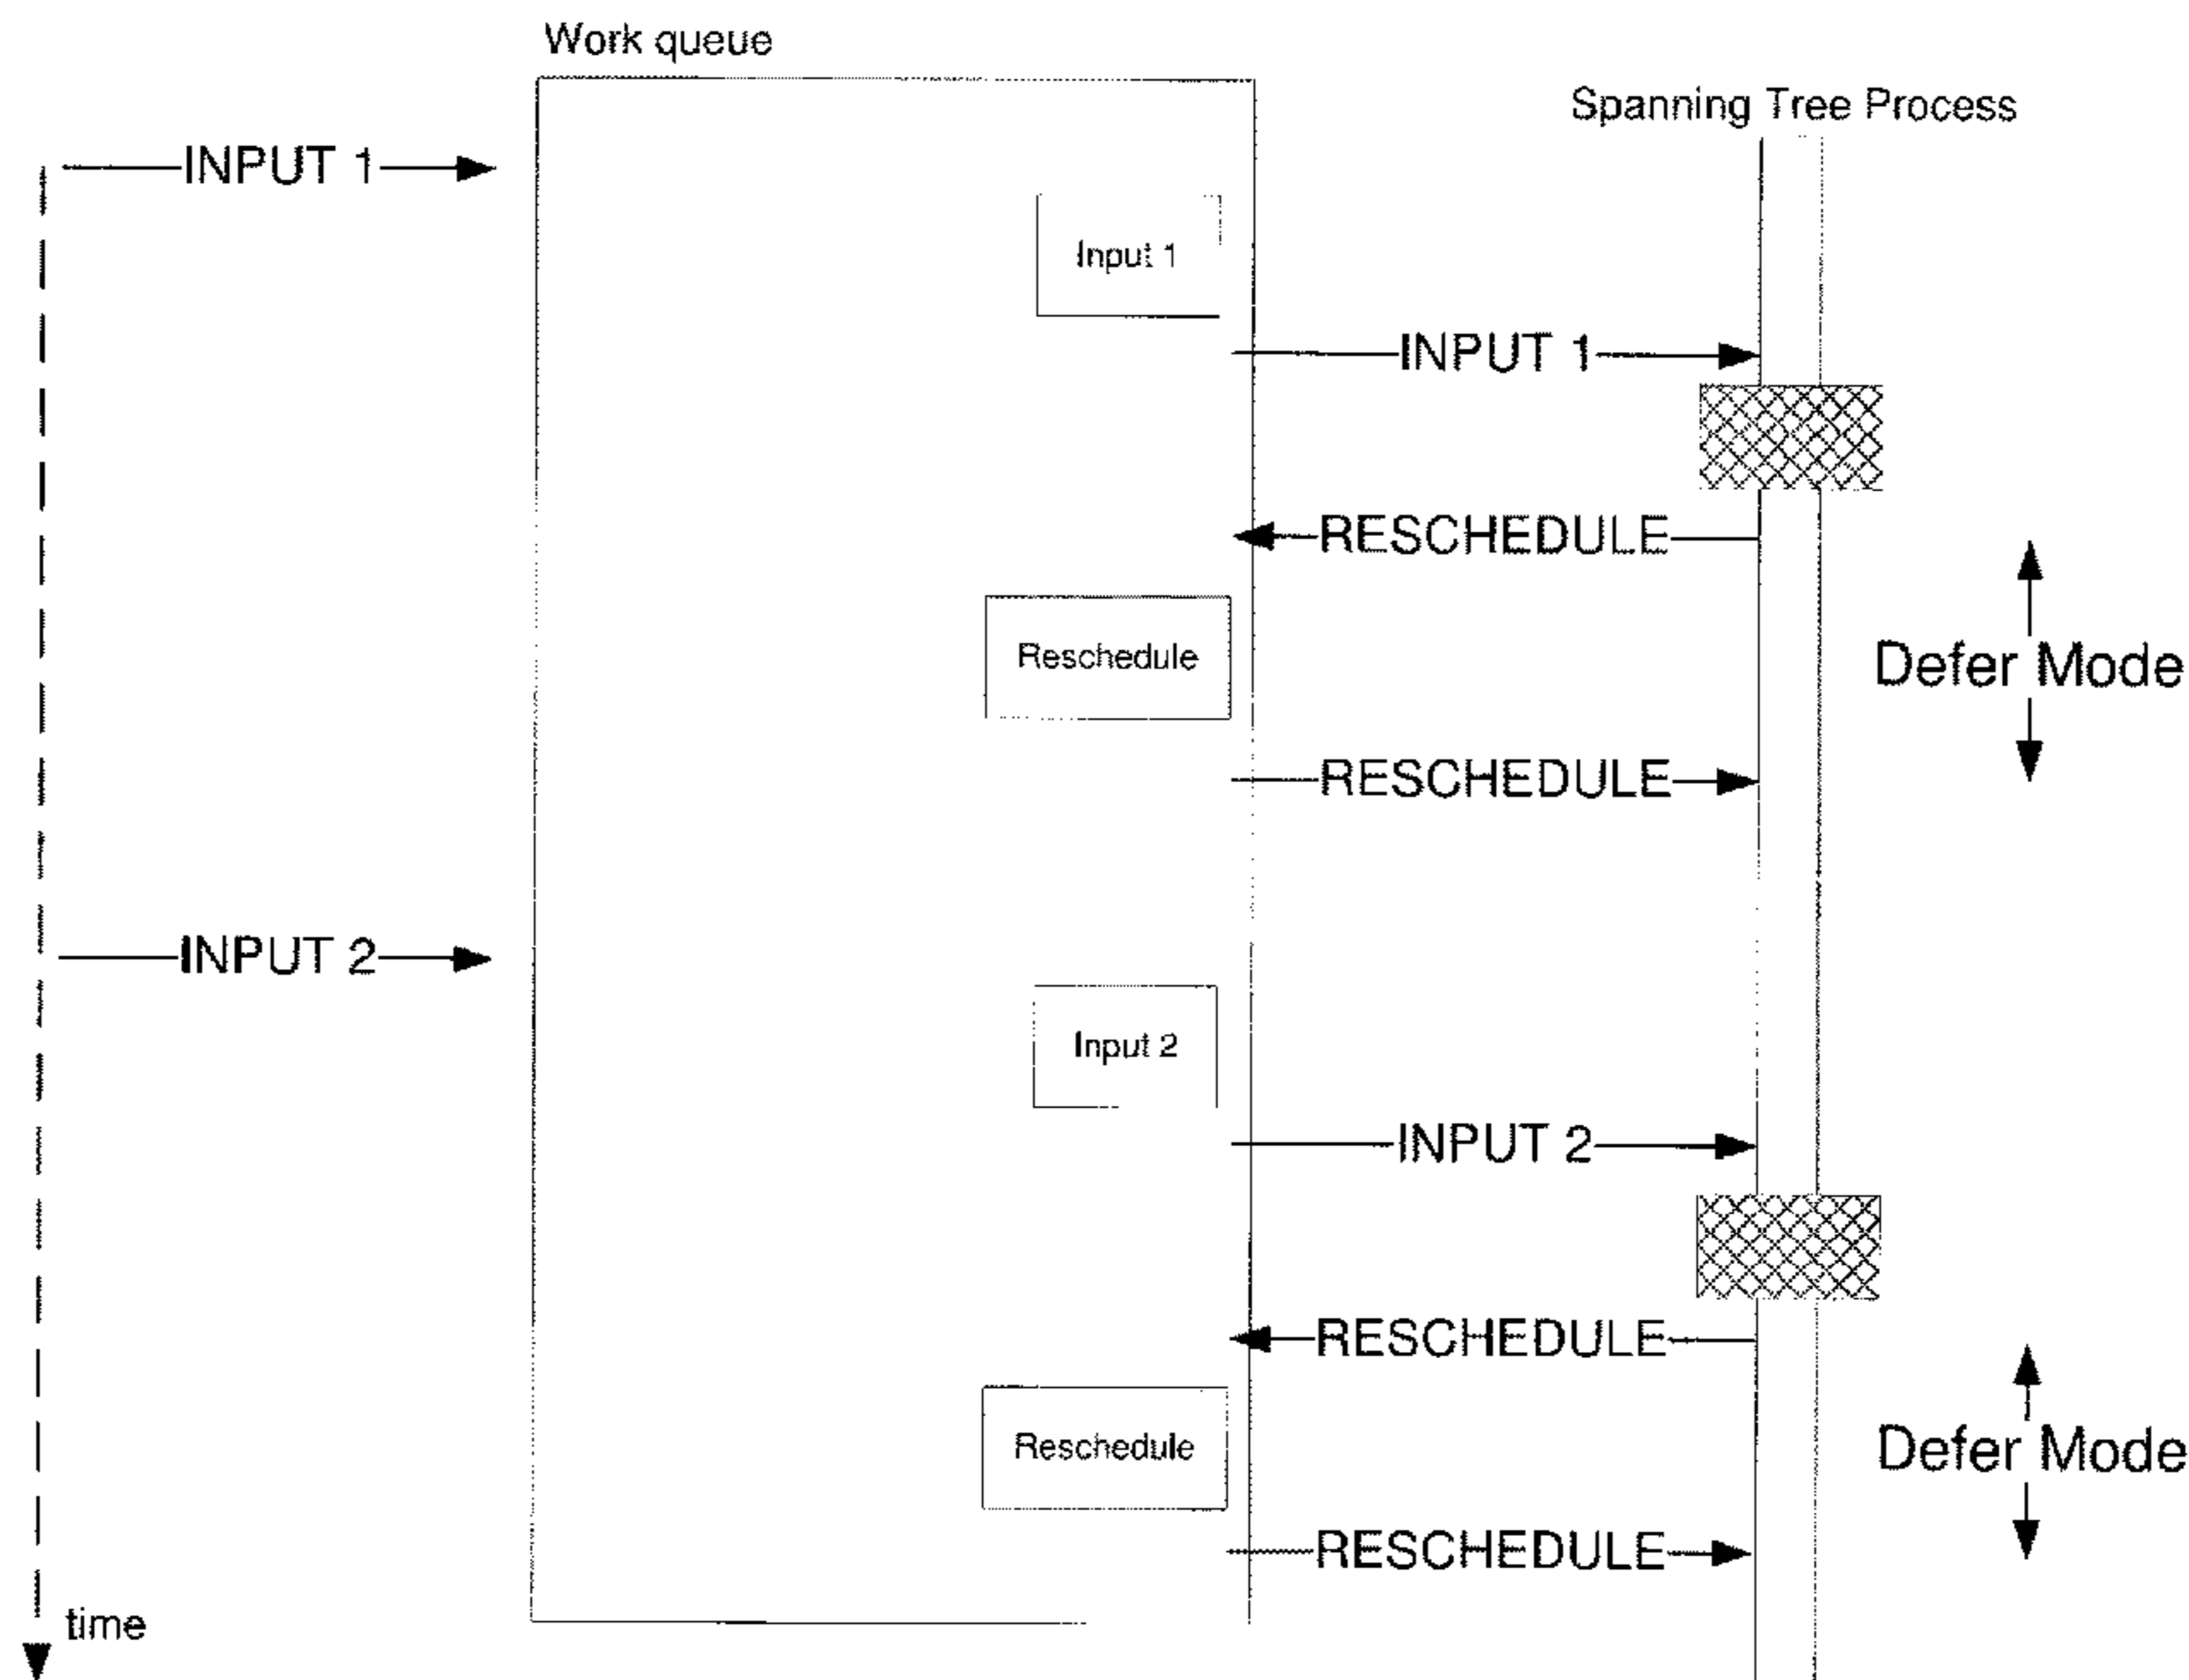 Work queue
Spanning Tree Process
INPUT 1
Input 1
INPUT 1
RESCHEDULE
Reschedule
Defer Mode
RESCHEDULE
INPUT 2
Input 2
INPUT 2
RESCHEDULE
Reschedule
Defer Mode
RESCHEDULE
time